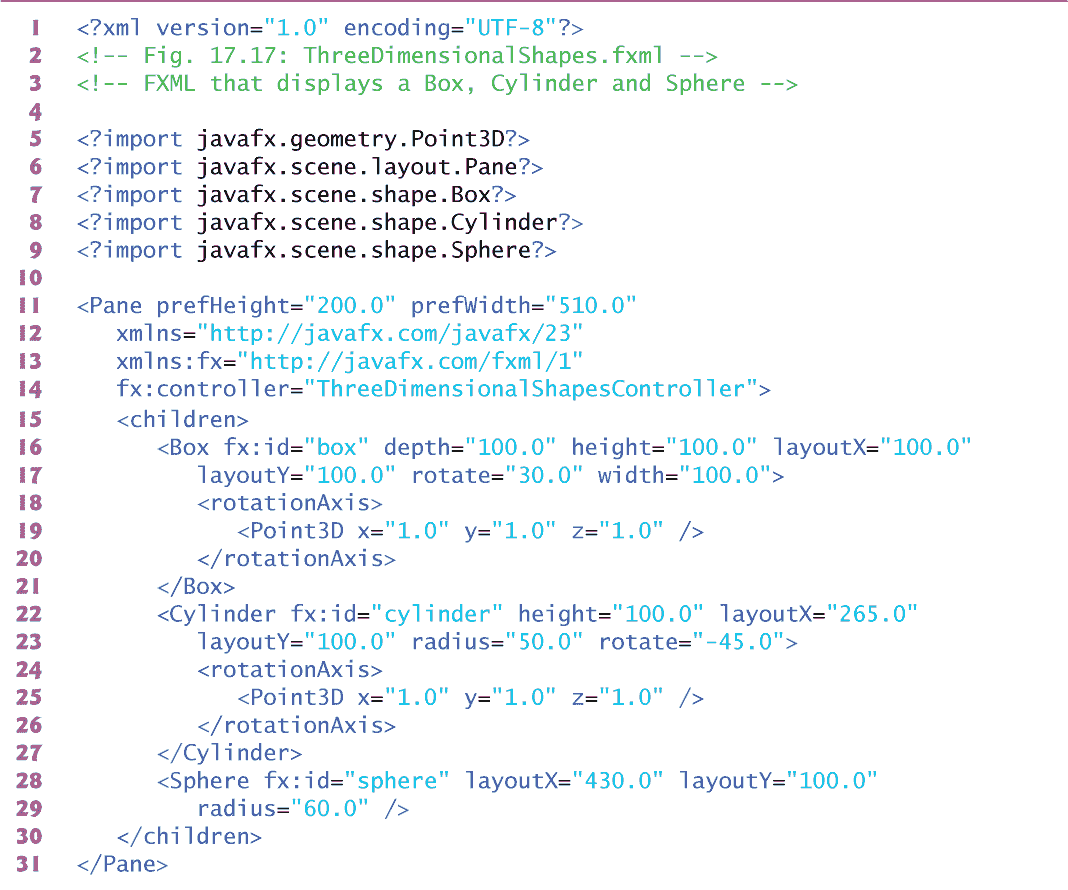 1 <?xml version="1.0" encoding="UTF-8"?>
2 <!-- Fig. 17.17: ThreeDimensionalShapes.fxml -->
3 <!-- FXML that displays a Box, Cylinder and Sphere -->
4
5 <?import javafx.geometry.Point3D?>
6 <?import javafx.scene.layout.Pane?>
7 <?import javafx.scene.shape.Box?>
8 <?import javafx.scene.shape.Cylinder?>
9 <?import javafx.scene.shape.Sphere?>
10
11 <Pane prefHeight="200.0" prefWidth="510.0"
12    xmlns="http://javafx.com/javafx/23"
13    xmlns:fx="http://javafx.com/fxml/1"
14    fx:controller="ThreeDimensionalShapesController">
15    <children>
16       <Box fx:id="box" depth="100.0" height="100.0" layoutX="100.0"
17          layoutY="100.0" rotate="30.0" width="100.0">
18          <rotationAxis>
19             <Point3D x="1.0" y="1.0" z="1.0" />
20          </rotationAxis>
21       </Box>
22       <Cylinder fx:id="cylinder" height="100.0" layoutX="265.0"
23          layoutY="100.0" radius="50.0" rotate="-45.0">
24          <rotationAxis>
25             <Point3D x="1.0" y="1.0" z="1.0" />
26          </rotationAxis>
27       </Cylinder>
28       <Sphere fx:id="sphere" layoutX="430.0" layoutY="100.0"
29          radius="60.0" />
30    </children>
31 </Pane>